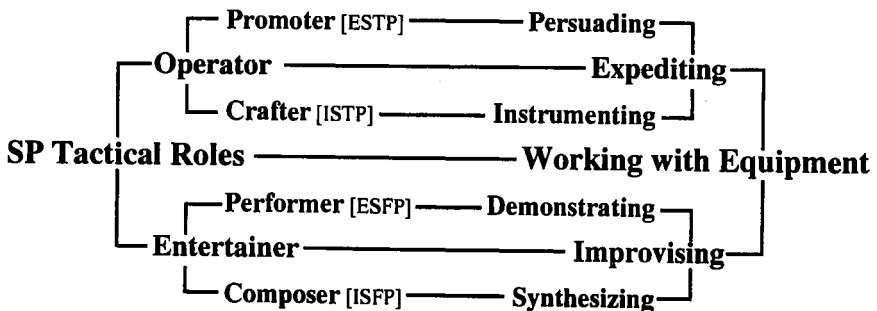 Promoter [ESTP] Persuading
Operator Expediting
Crafter [ISTP] Instrumenting
SP Tactical Roles Working with Equipment
Performer [ESFP] Demonstrating
Entertainer Improvising
Composer [ISFP] Synthesizing